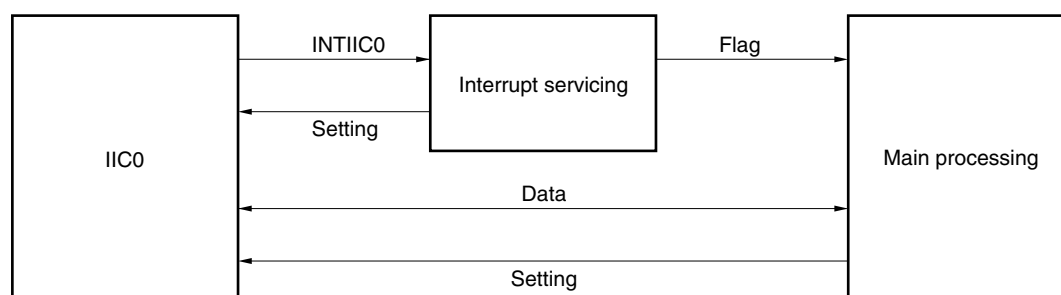 INTIIC0
Flag
Interrupt servicing
Setting
IIC0
Main processing
Data
Setting